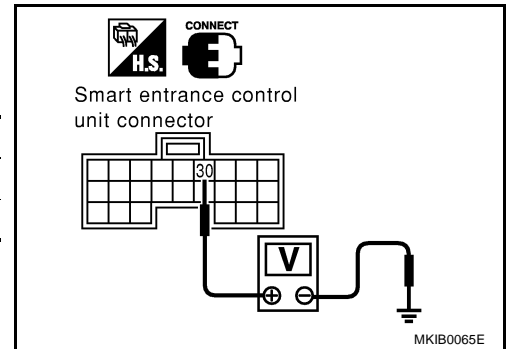 CONNECT
H.S.
Smart entrance control
unit connector
30
V
+ −
MKIB0065E